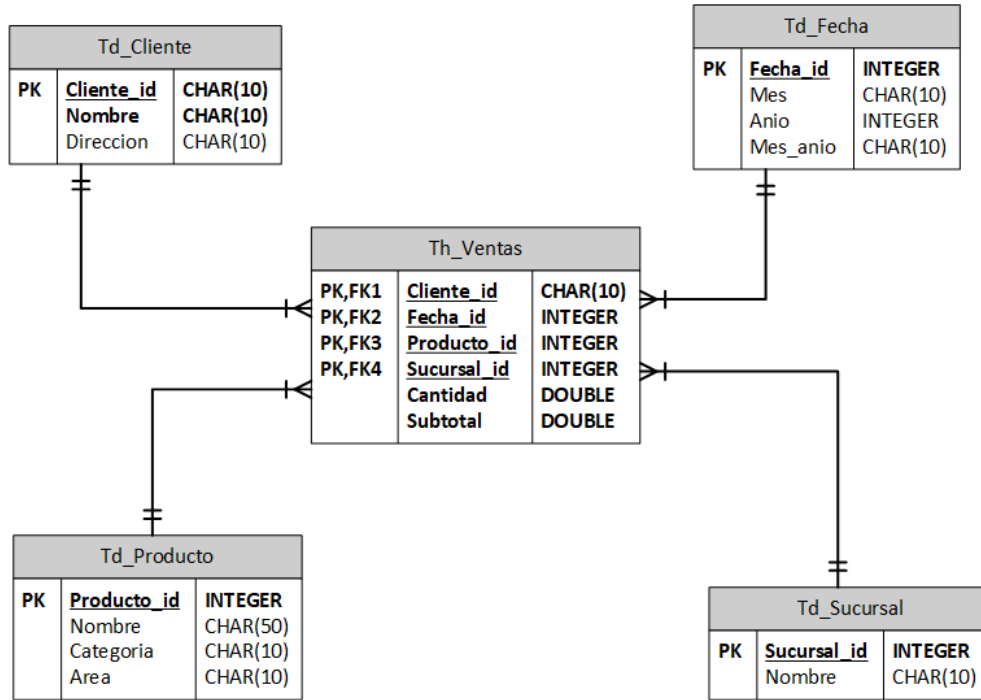 Td_Cliente
PK Cliente_id CHAR(10)
Nombre CHAR(10)
Direccion CHAR(10)
Td_Fecha
PK Fecha_id INTEGER
Mes CHAR(10)
Anio INTEGER
Mes_anio CHAR(10)
Th_Ventas
PK,FK1 Cliente_id CHAR(10)
PK,FK2 Fecha_id INTEGER
PK,FK3 Producto_id INTEGER
PK,FK4 Sucursal_id INTEGER
Cantidad DOUBLE
Subtotal DOUBLE
Td_Producto
PK Producto_id INTEGER
Nombre CHAR(50)
Categoria CHAR(10)
Area CHAR(10)
Td_Sucursal
PK Sucursal_id INTEGER
Nombre CHAR(10)